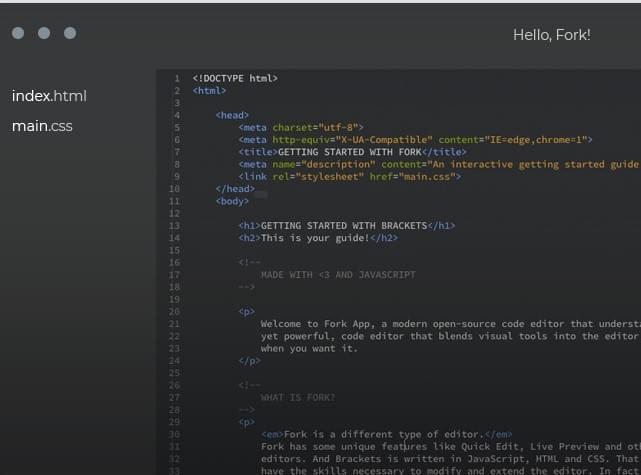 Hello, Fork!
index.html
main.css
1 <!DOCTYPE html>
2 <html>
3
4 <head>
5 <meta charset="utf-8">
6 <meta http-equiv="X-UA-Compatible" content="IE=edge,chrome=1">
7 <title>GETTING STARTED WITH FORK</title>
8 <meta name="description" content="An interactive getting started guide
9 <link rel="stylesheet" href="main.css">
10 </head>
11 <body>
12
13 <h1>GETTING STARTED WITH BRACKETS</h1>
14 <h2>This is your guide!</h2>
15
16 <!--
17 MADE WITH <3 AND JAVASCRIPT
18 -->
19
20 <p>
21 Welcome to Fork App, a modern open-source code editor that understa
22 yet powerful, code editor that blends visual tools into the editor
23 when you want it.
24 </p>
25
26 <!--
27 WHAT IS FORK?
28 -->
29 <p>
30 <em>Fork is a different type of editor.</em>
31 Fork has some unique features like Quick Edit, Live Preview and oth
32 editors. And Brackets is written in JavaScript, HTML and CSS. That
33 have the skills necessary to modify and extend the editor. In fact